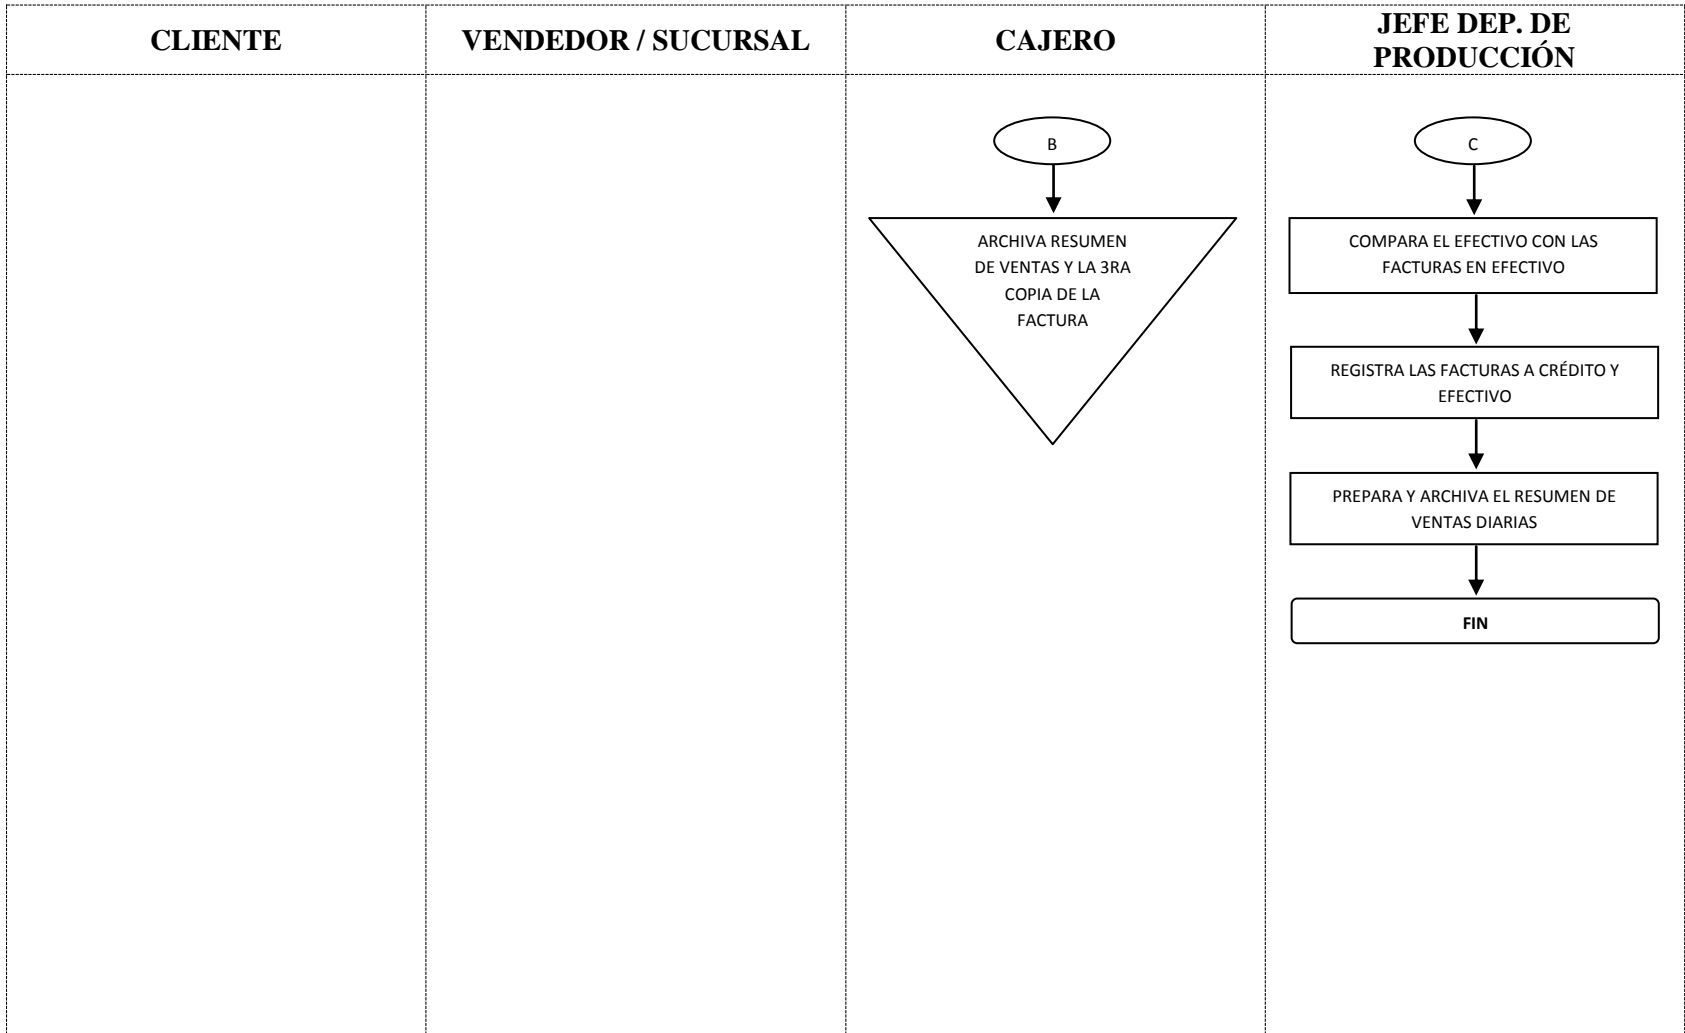 CLIENTE
VENDEDOR / SUCURSAL
CAJERO
JEFE DEP. DE
PRODUCCIÓN
B
ARCHIVA RESUMEN
DE VENTAS Y LA 3RA
COPIA DE LA
FACTURA
C
COMPARA EL EFECTIVO CON LAS
FACTURAS EN EFECTIVO
REGISTRA LAS FACTURAS A CRÉDITO Y
EFECTIVO
PREPARA Y ARCHIVA EL RESUMEN DE
VENTAS DIARIAS
FIN